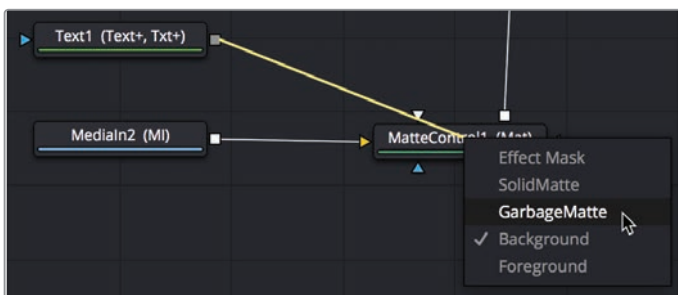 Text1 (Text+, Txt+)
MediaIn2 (MI)
MatteControl1 (Mat)
Effect Mask
SolidMatte
GarbageMatte
✓ Background
Foreground